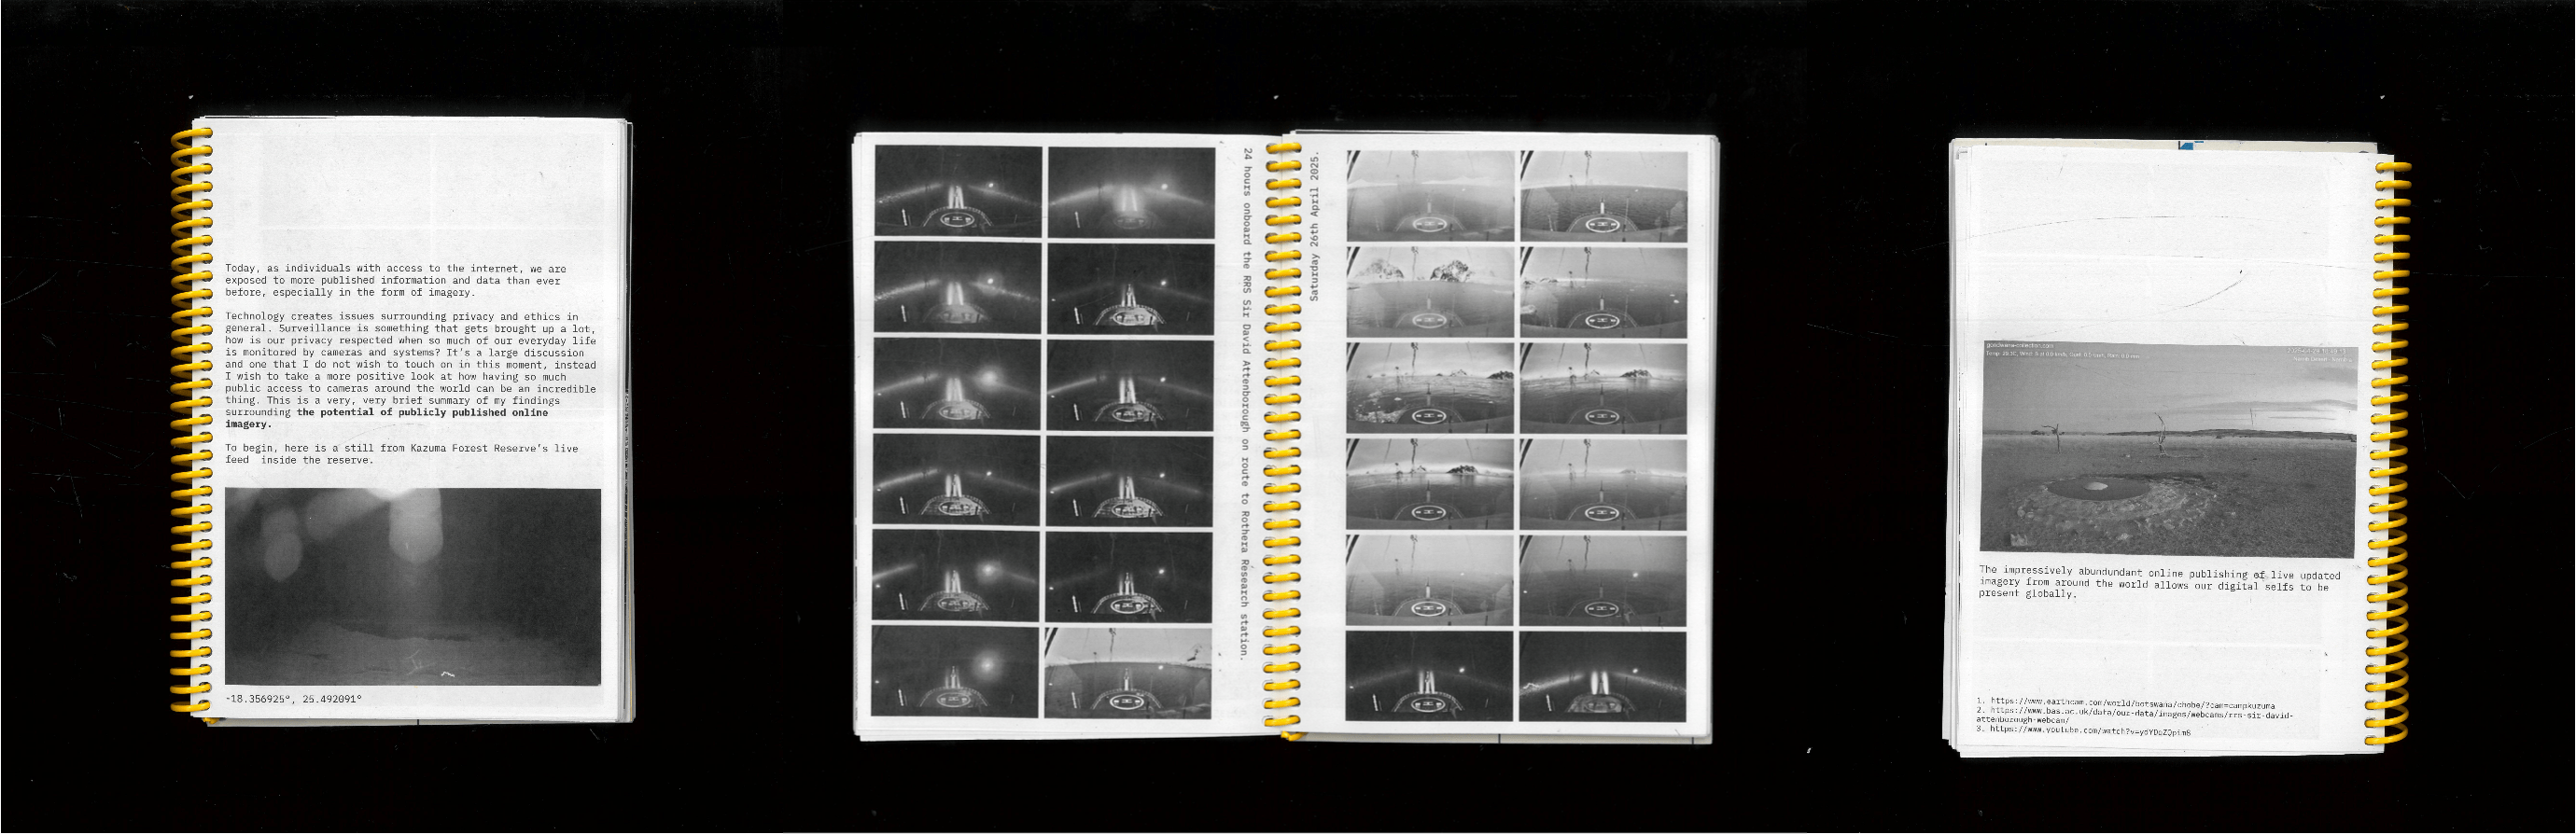 Today, as individuals with access to the internet, we are
exposed to more published information and data than ever
before, especially in the form of imagery.
Technology creates issues surrounding privacy and ethics in
general. Surveillance is something that gets brought up a lot,
how is our privacy respected when so much of our everyday life
is monitored by cameras and systems? It's a large discussion
and one that I do not wish to touch on in this moment, instead
I wish to take a more positive look at how having so much
public access to cameras around the world can be an incredible
thing. This is a very, very brief summary of my findings
surrounding the potential of publicly published online
imagery.
To begin, here is a still from Kazuma Forest Reserve's live
feed inside the reserve.
-18.356925°, 25.492091°
24 hours onboard the RRS Sir David Attenborough on route to Rothera Research station.
Saturday 26th April 2025.
The impressively abundundant online publishing of live updated
imagery from around the world allows our digital selfs to be
present globally.
1. https://www.earthcam.com/world/botswana/chobe/?cam=campkuzuma
2. https://www.bas.ac.uk/data/our-data/images/webcams/rrs-sir-david-
attenborough-webcam/
3. https://www.youtube.com/watch?